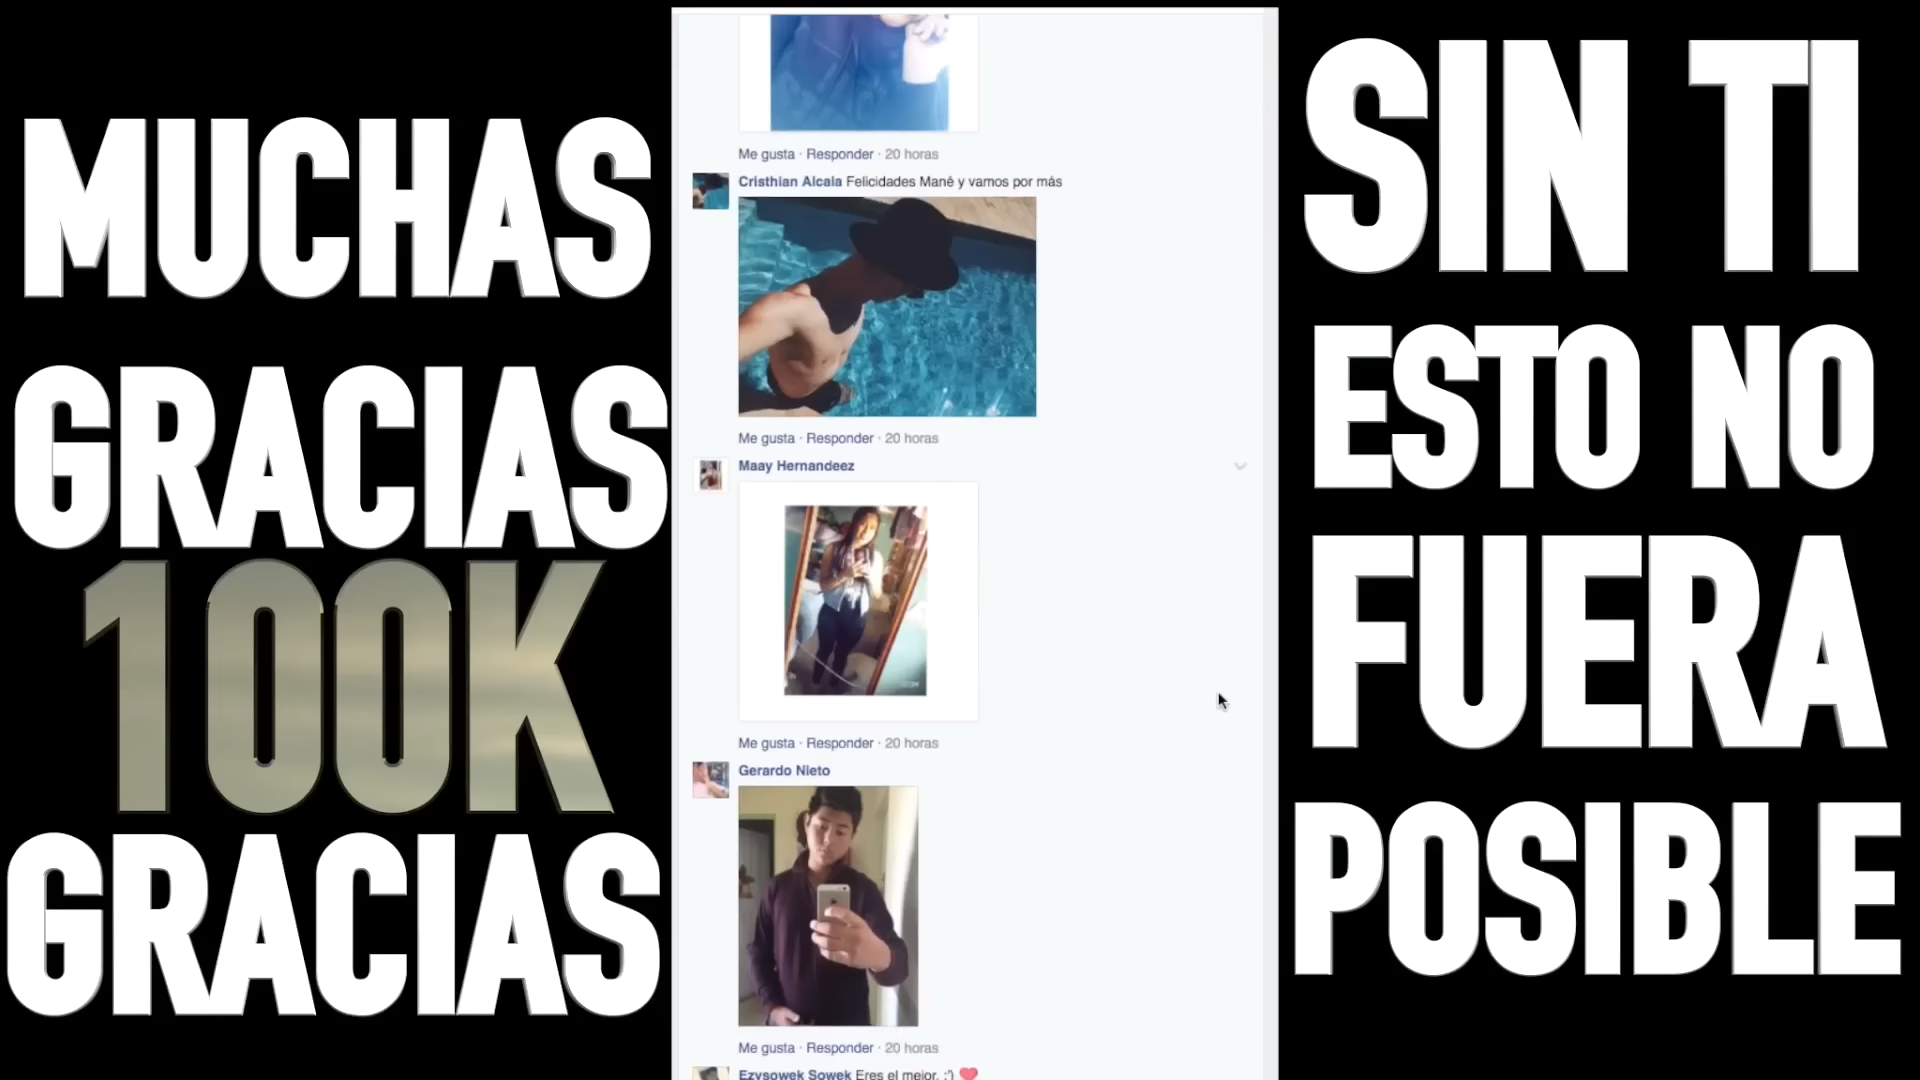 MUCHAS
GRACIAS
100K
GRACIAS
Me gusta · Responder · 20 horas
Cristhian Alcala Felicidades Manê y vamos por más
Me gusta · Responder · 20 horas
Maay Hernandeez
Me gusta · Responder · 20 horas
Gerardo Nieto
Me gusta · Responder · 20 horas
Ezysowek Sowek Eres el mejor. :')
SIN TI
ESTO NO
FUERA
POSIBLE